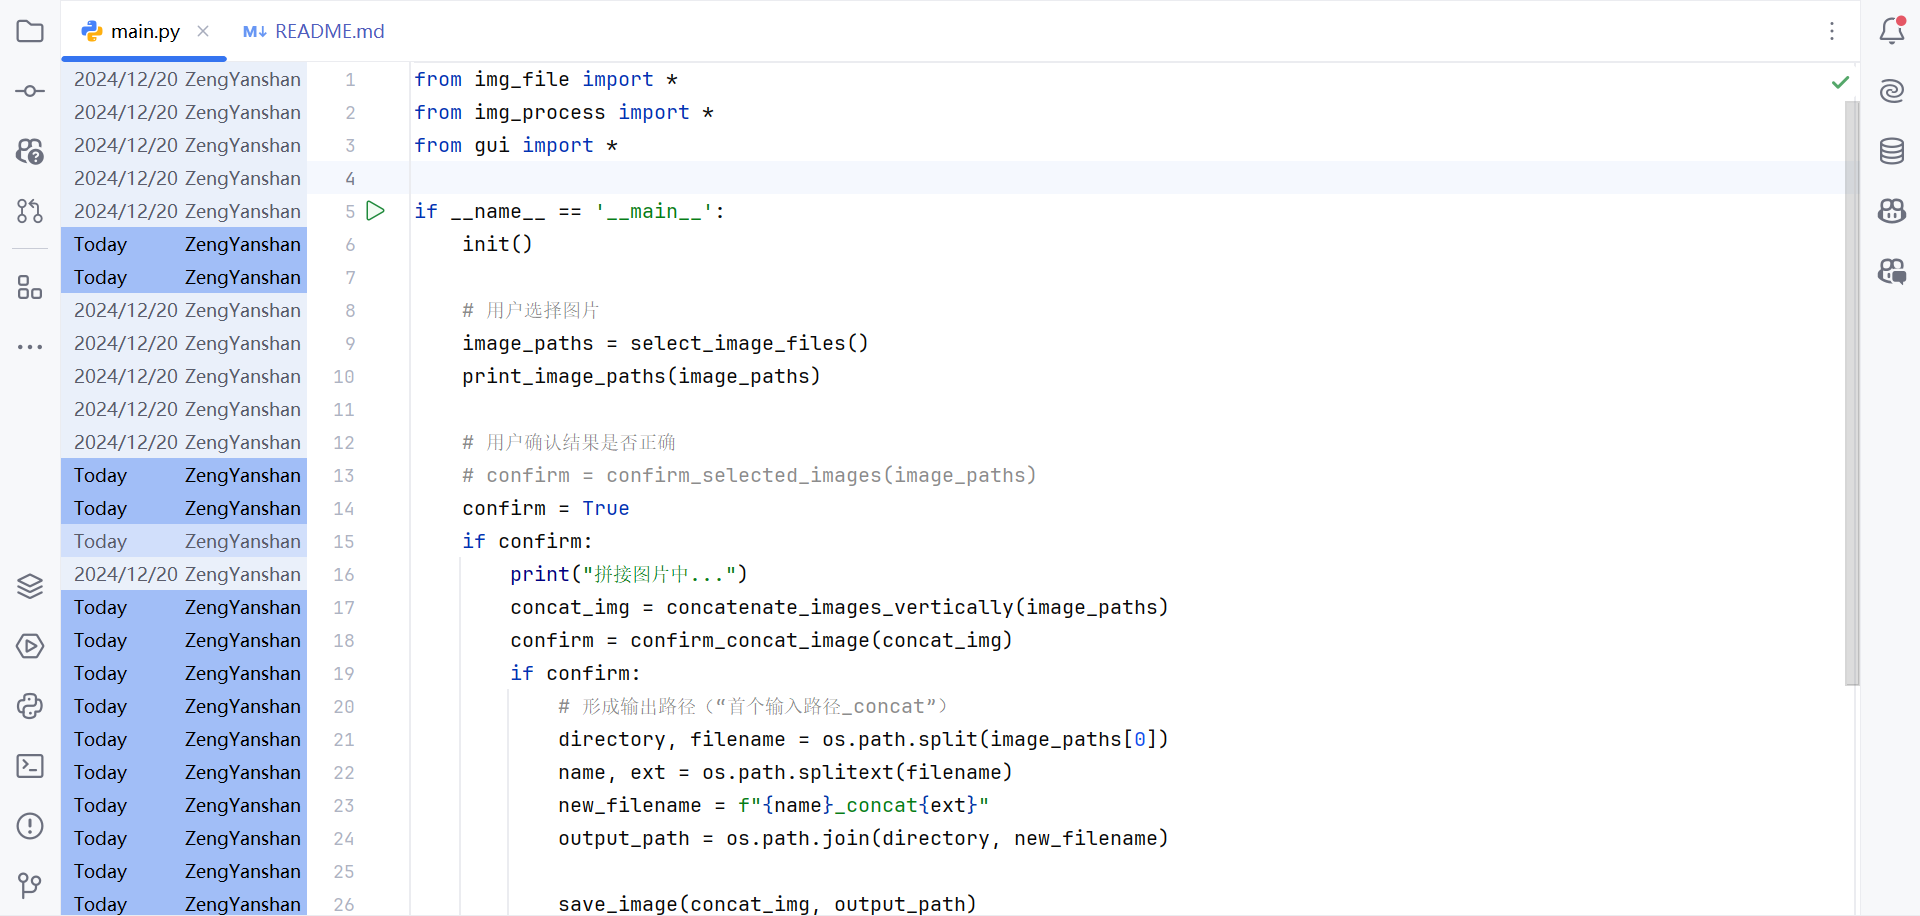 main.py
README.md
2024/12/20 ZengYanshan 1 from img_file import *
2024/12/20 ZengYanshan 2 from img_process import *
2024/12/20 ZengYanshan 3 from gui import *
2024/12/20 ZengYanshan 4
2024/12/20 ZengYanshan 5 if __name__ == '__main__':
Today ZengYanshan 6 init()
Today ZengYanshan 7
2024/12/20 ZengYanshan 8 # 用户选择图片
2024/12/20 ZengYanshan 9 image_paths = select_image_files()
2024/12/20 ZengYanshan 10 print_image_paths(image_paths)
2024/12/20 ZengYanshan 11
2024/12/20 ZengYanshan 12 # 用户确认结果是否正确
Today ZengYanshan 13 # confirm = confirm_selected_images(image_paths)
Today ZengYanshan 14 confirm = True
Today ZengYanshan 15 if confirm:
2024/12/20 ZengYanshan 16 print("拼接图片中...")
Today ZengYanshan 17 concat_img = concatenate_images_vertically(image_paths)
Today ZengYanshan 18 confirm = confirm_concat_image(concat_img)
Today ZengYanshan 19 if confirm:
Today ZengYanshan 20 # 形成输出路径（“首个输入路径_concat”）
Today ZengYanshan 21 directory, filename = os.path.split(image_paths[0])
Today ZengYanshan 22 name, ext = os.path.splitext(filename)
Today ZengYanshan 23 new_filename = f"{name}_concat{ext}"
Today ZengYanshan 24 output_path = os.path.join(directory, new_filename)
Today ZengYanshan 25
Today ZengYanshan 26 save_image(concat_img, output_path)